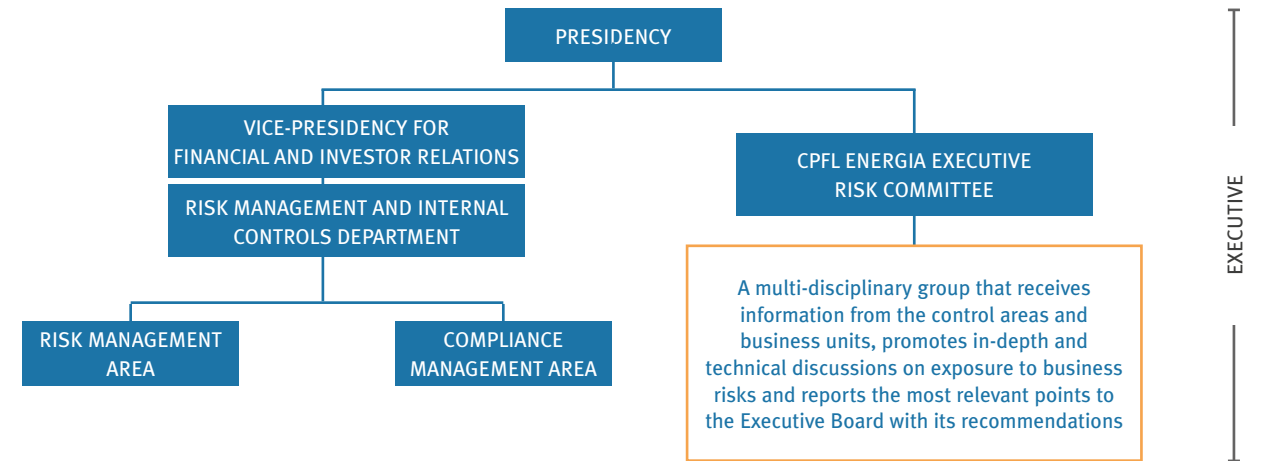 PRESIDENCY
VICE-PRESIDENCY FOR
FINANCIAL AND INVESTOR RELATIONS
RISK MANAGEMENT AND INTERNAL
CONTROLS DEPARTMENT
RISK MANAGEMENT
AREA
COMPLIANCE
MANAGEMENT AREA
CPFL ENERGIA EXECUTIVE
RISK COMMITTEE
A multi-disciplinary group that receives
information from the control areas and
business units, promotes in-depth and
technical discussions on exposure to business
risks and reports the most relevant points to
the Executive Board with its recommendations
EXECUTIVE